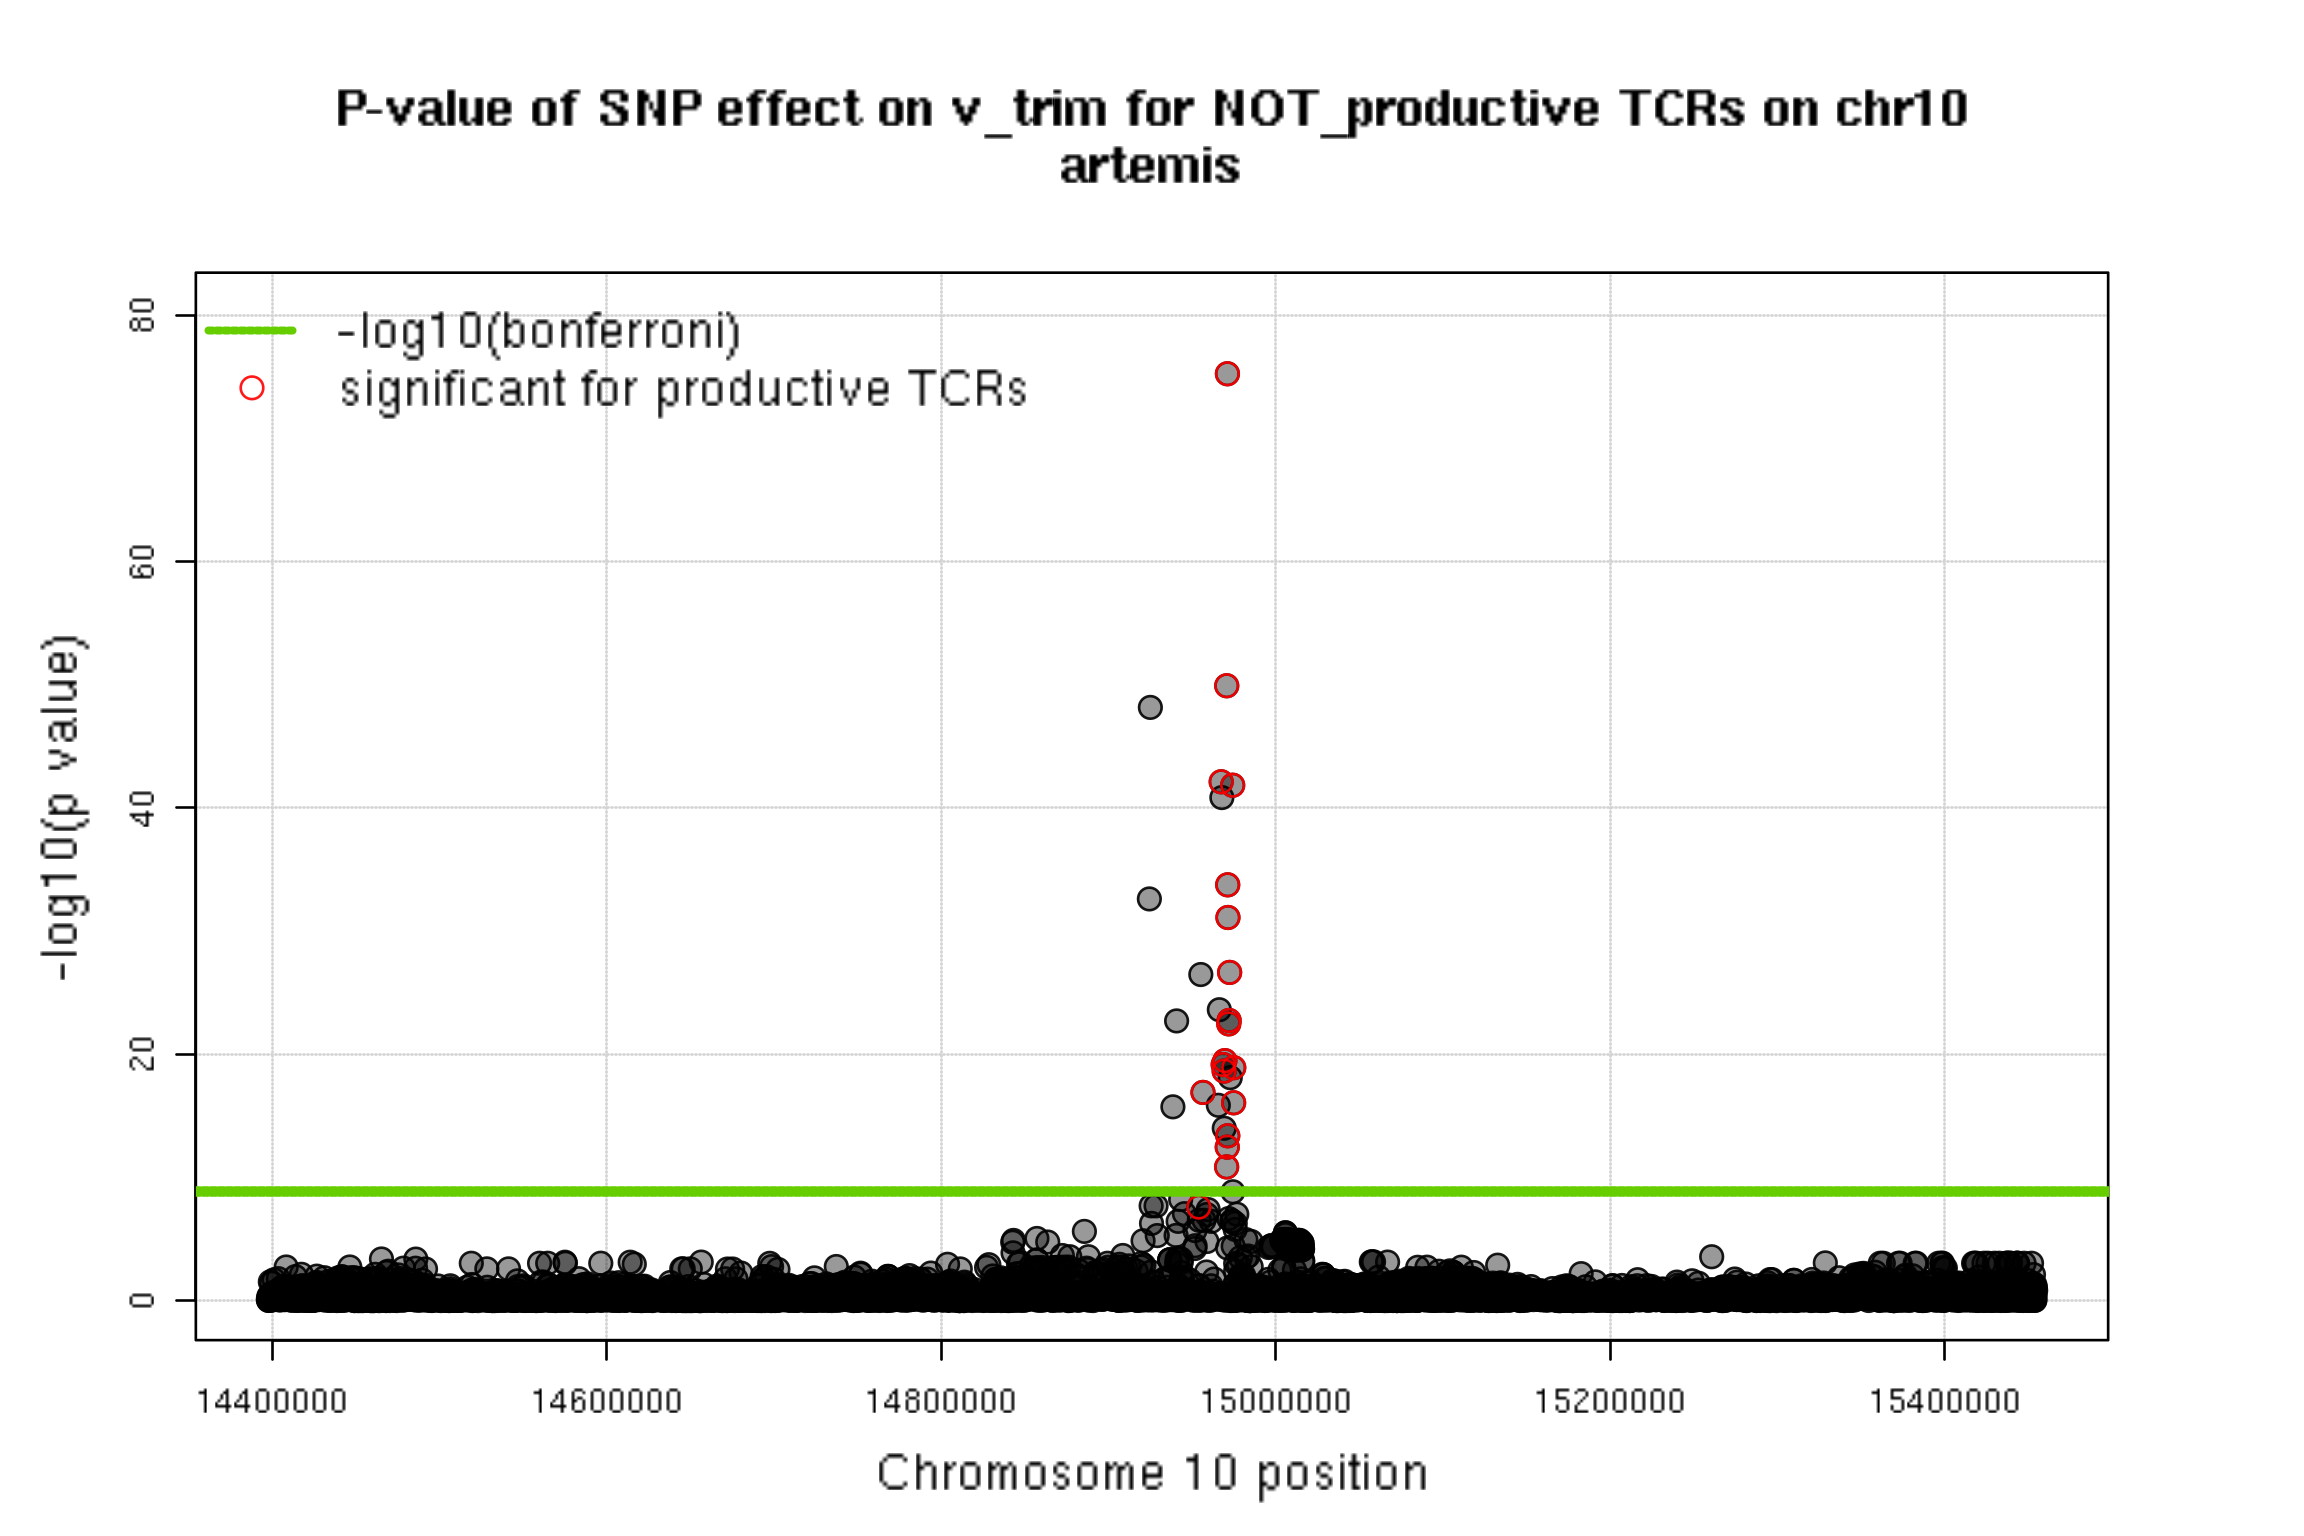 P-value of SNP effect on v_trim for NOT_productive TCRs on chr10
artemis
-log10(bonferroni)
significant for productive TCRs
80
60
40
20
0
-log10(p value)
14400000 14600000 14800000 15000000 15200000 15400000
Chromosome 10 position